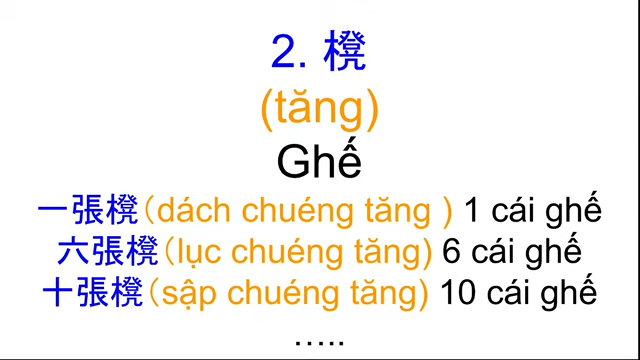 2. 櫈
(tăng)
Ghế
一張櫈（dách chuéng tăng ) 1 cái ghế
六張櫈（lục chuéng tăng) 6 cái ghế
十張櫈（sập chuéng tăng) 10 cái ghế
…..